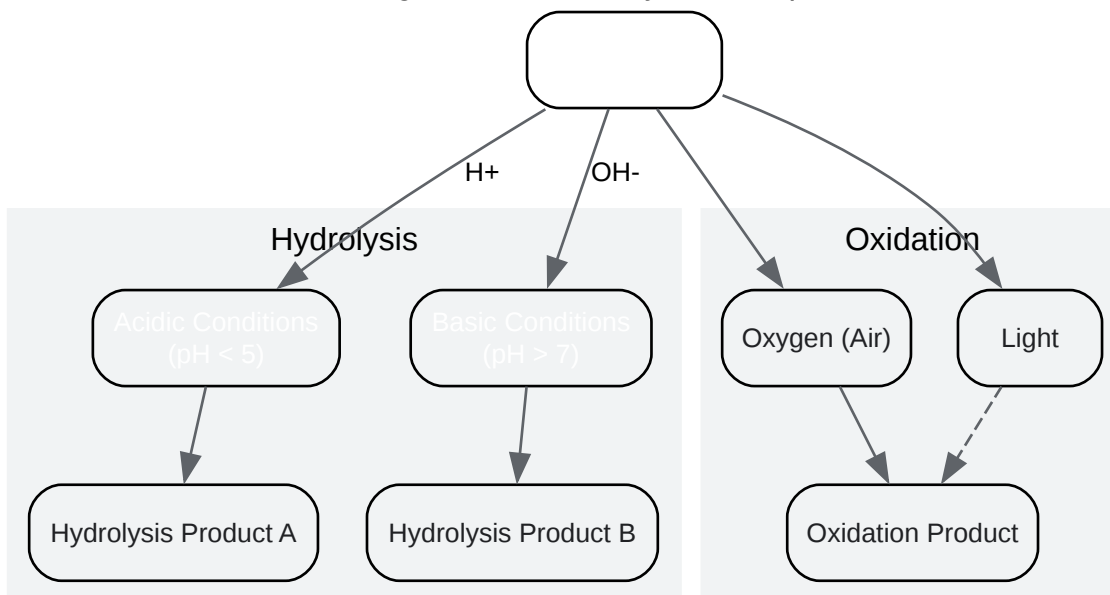 H+
OH-
Hydrolysis
Oxidation
Acidic Conditions
(pH < 5)
Basic Conditions
(pH > 7)
Oxygen (Air)
Light
Hydrolysis Product A
Hydrolysis Product B
Oxidation Product